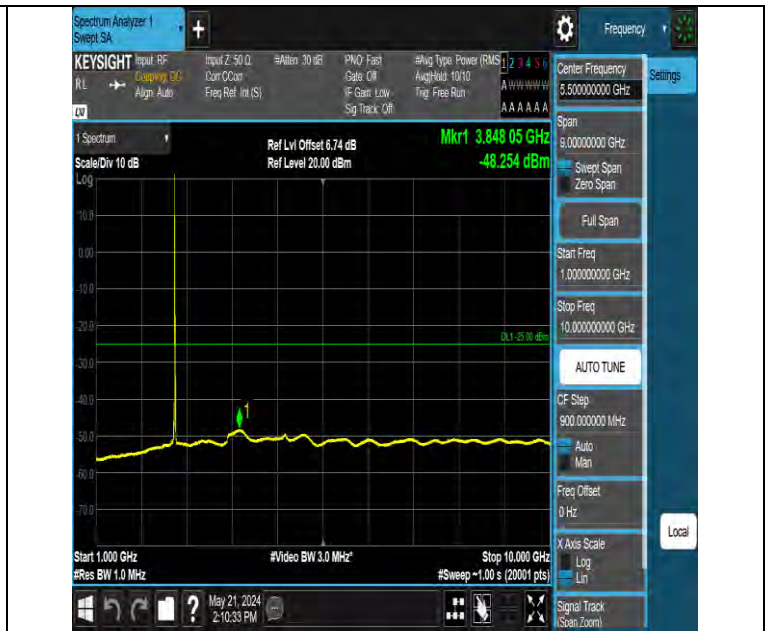 Spectrum Analyzer 1
Swept SA
+
Frequency
KEYSIGHT
Input: RF
Coupling: DC
Align: Auto
RL
Input Z: 50 Ω
Corr CCorr
Freq Ref: Int (S)
#Atten: 30 dB
PNO: Fast
Gate: Off
IF Gain: Low
Sig Track: Off
#Avg Type: Power (RMS
Avg|Hold: 10/10
Trig: Free Run
1 2 3 4 5 6
A W W W W W
A A A A A A
1 Spectrum
Scale/Div 10 dB
Log
Ref Lvl Offset 6.74 dB
Ref Level 20.00 dBm
Mkr1 3.848 05 GHz
-48.254 dBm
10.0
0.00
-10.0
-20.0
DL1 -25.00 dBm
-30.0
-40.0
1
-50.0
-60.0
-70.0
Start 1.000 GHz
#Res BW 1.0 MHz
#Video BW 3.0 MHz*
Stop 10.000 GHz
#Sweep ~1.00 s (20001 pts)
Center Frequency
5.500000000 GHz
Settings
Span
9.00000000 GHz
Swept Span
Zero Span
Full Span
Start Freq
1.000000000 GHz
Stop Freq
10.000000000 GHz
AUTO TUNE
CF Step
900.000000 MHz
Auto
Man
Freq Offset
0 Hz
X Axis Scale
Log
Lin
Local
Signal Track
(Span Zoom)
?
May 21, 2024
2:10:33 PM